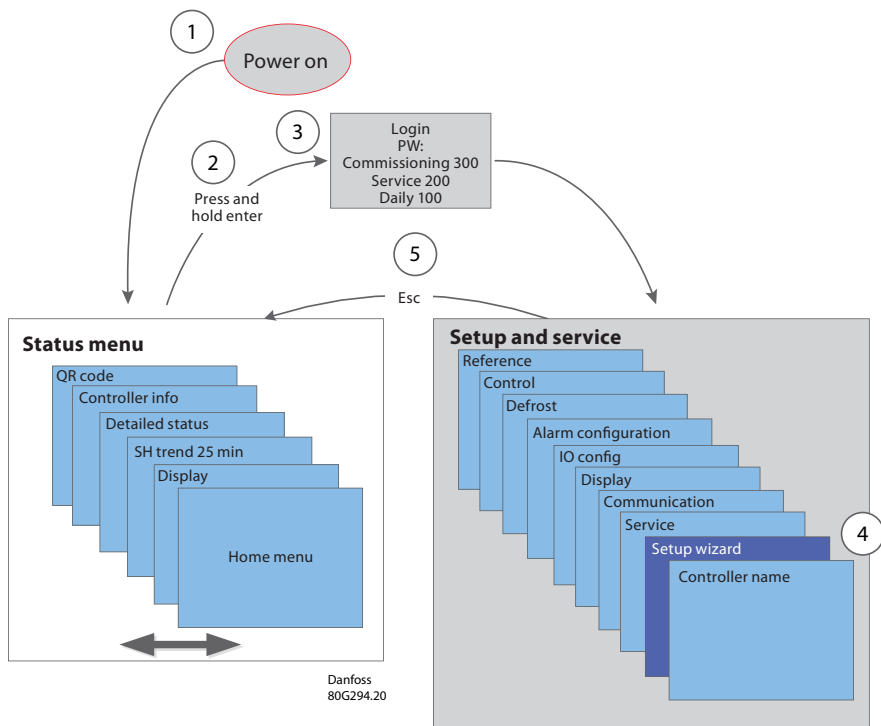 1
Power on
3
Login
PW:
Commissioning 300
Service 200
Daily 100
2
Press and
hold enter
5
Esc
Status menu
QR code
Controller info
Detailed status
SH trend 25 min
Display
Home menu
Setup and service
Reference
Control
Defrost
Alarm configuration
IO config
Display
Communication
Service
4
Setup wizard
Controller name
Danfoss
80G294.20